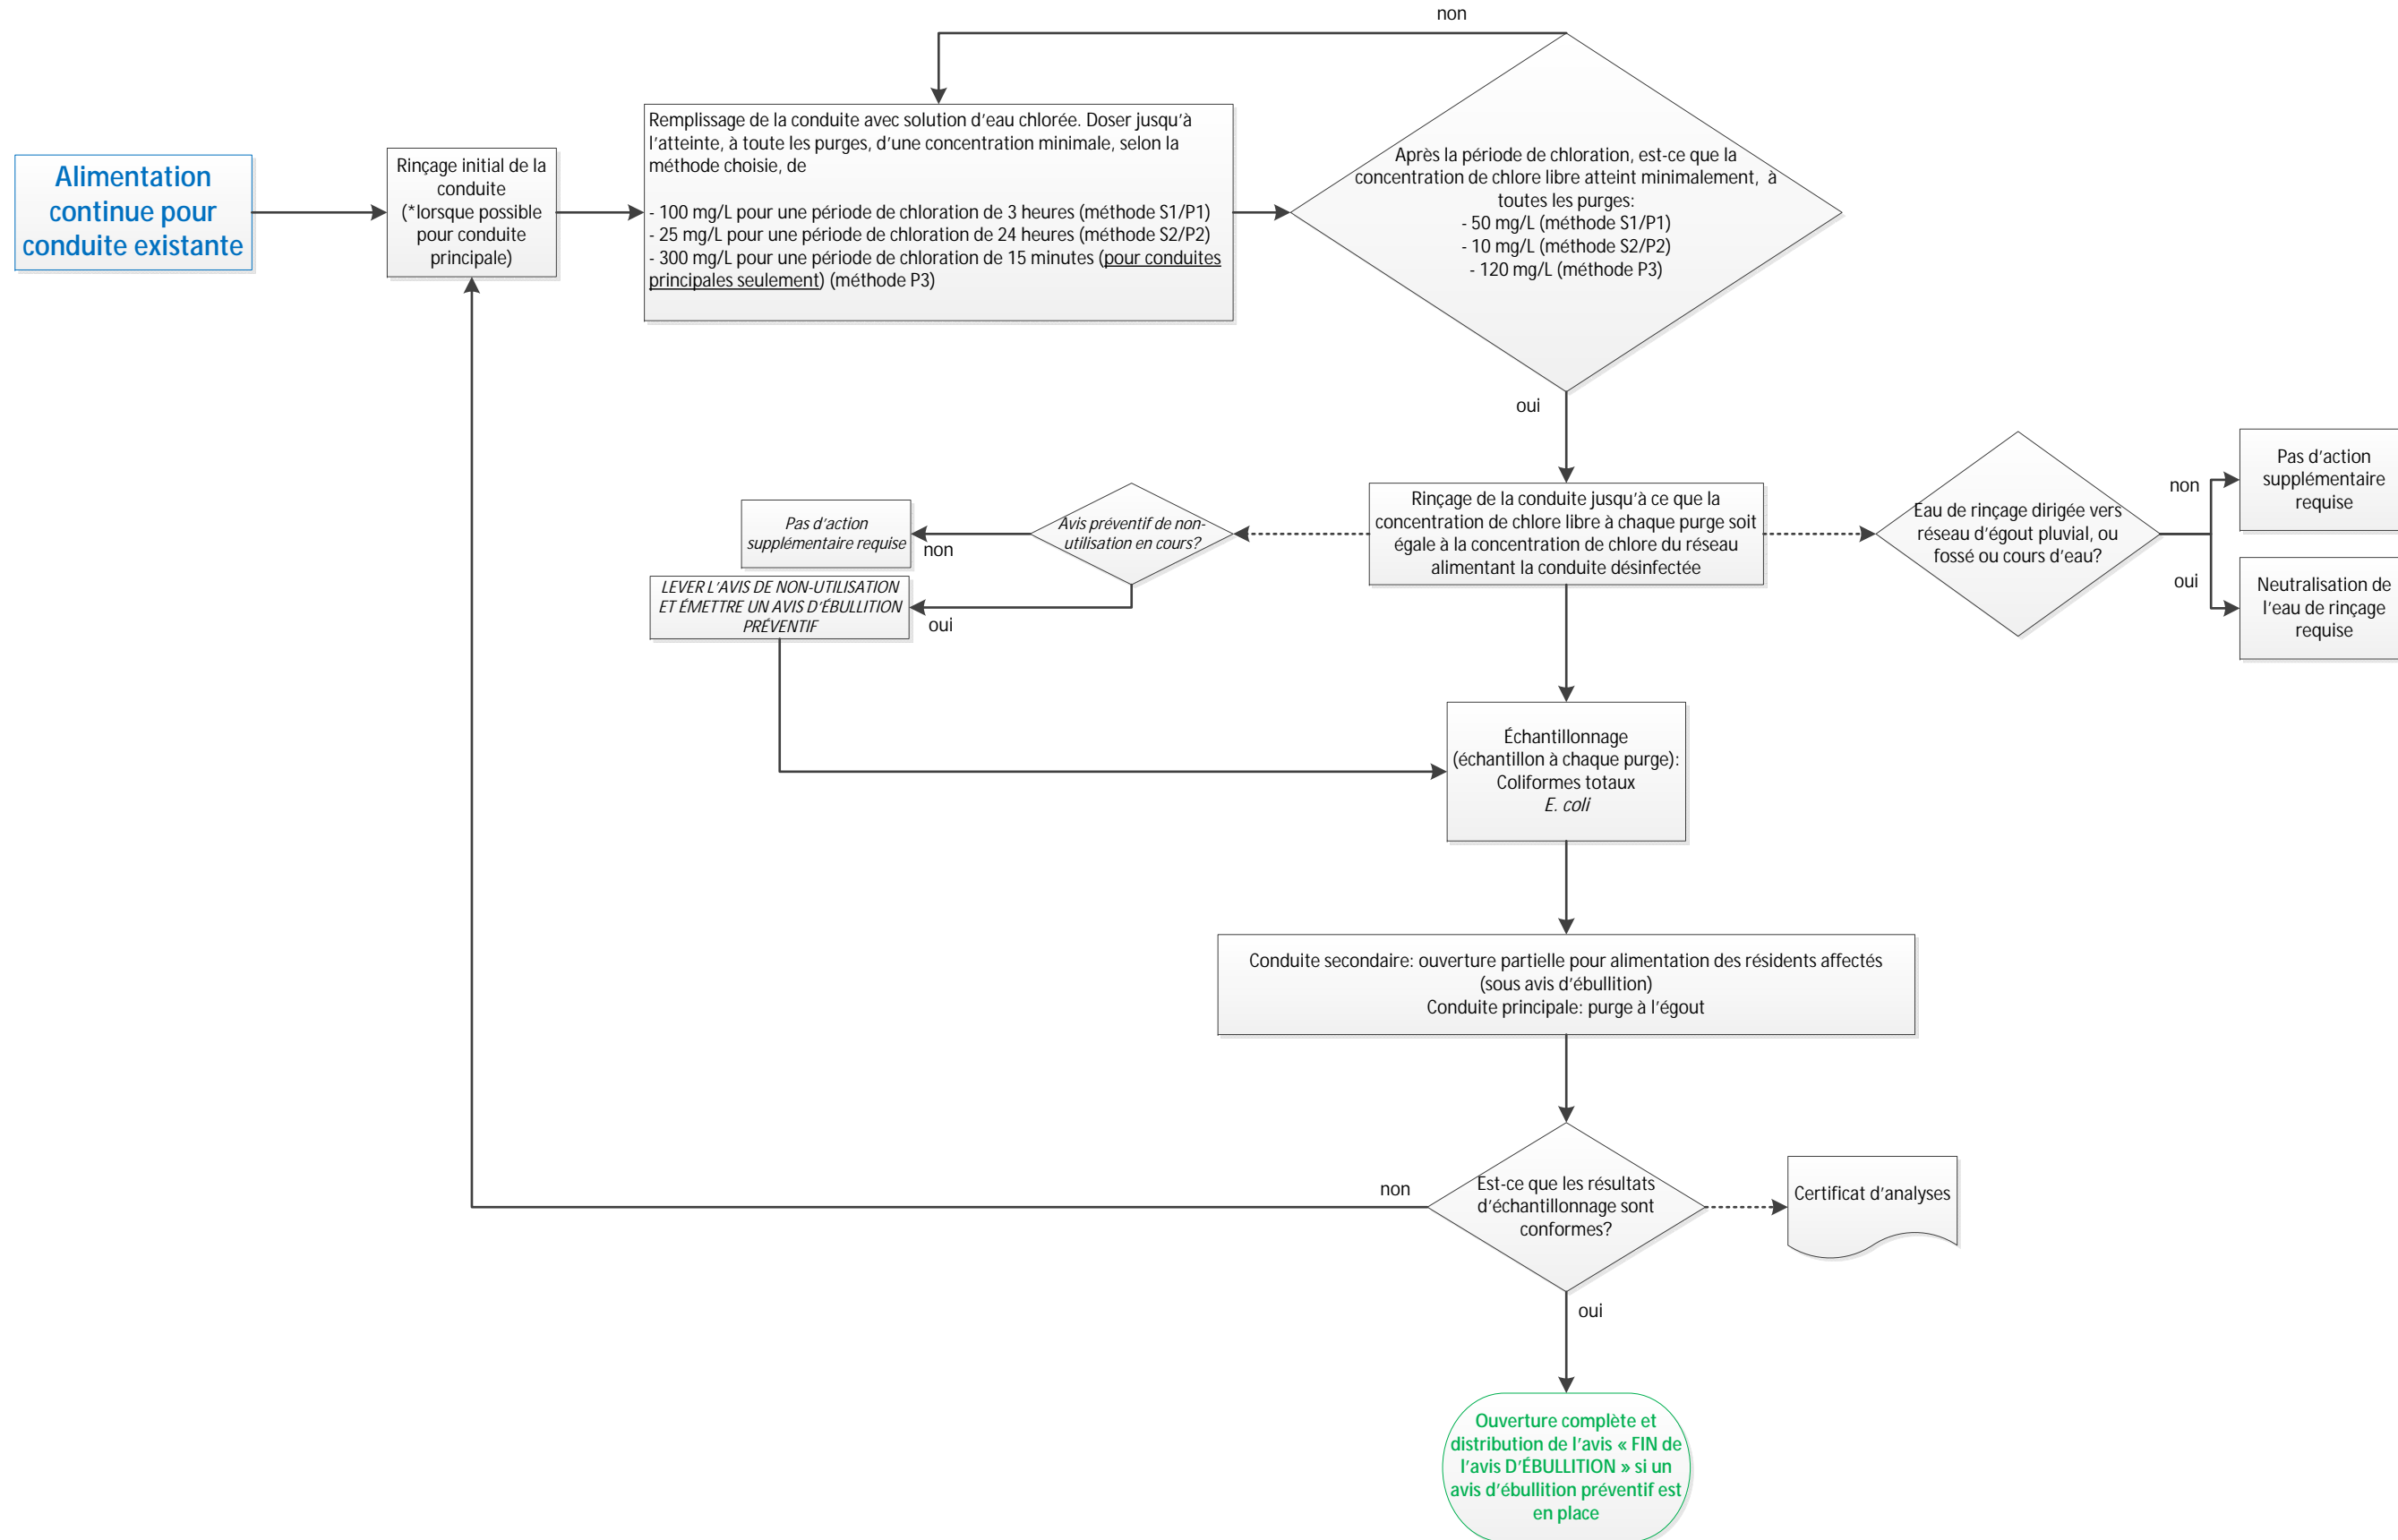 non
Alimentation
continue pour
conduite existante
Rinçage initial de la
conduite
(*lorsque possible
pour conduite
principale)
Remplissage de la conduite avec solution d'eau chlorée. Doser jusqu'à
l'atteinte, à toute les purges, d'une concentration minimale, selon la
méthode choisie, de
- 100 mg/L pour une période de chloration de 3 heures (méthode S1/P1)
- 25 mg/L pour une période de chloration de 24 heures (méthode S2/P2)
- 300 mg/L pour une période de chloration de 15 minutes (pour conduites
principales seulement) (méthode P3)
Après la période de chloration, est-ce que la
concentration de chlore libre atteint minimalement, à
toutes les purges:
- 50 mg/L (méthode S1/P1)
- 10 mg/L (méthode S2/P2)
- 120 mg/L (méthode P3)
oui
Pas d'action
supplémentaire requise
non
Avis préventif de non-
utilisation en cours?
LEVER L'AVIS DE NON-UTILISATION
ET ÉMETTRE UN AVIS D'ÉBULLITION
PRÉVENTIF
oui
Rinçage de la conduite jusqu'à ce que la
concentration de chlore libre à chaque purge soit
égale à la concentration de chlore du réseau
alimentant la conduite désinfectée
Eau de rinçage dirigée vers
réseau d'égout pluvial, ou
fossé ou cours d'eau?
non
Pas d'action
supplémentaire
requise
oui
Neutralisation de
l'eau de rinçage
requise
Échantillonnage
(échantillon à chaque purge):
Coliformes totaux
E. coli
Conduite secondaire: ouverture partielle pour alimentation des résidents affectés
(sous avis d'ébullition)
Conduite principale: purge à l'égout
non
Est-ce que les résultats
d'échantillonnage sont
conformes?
Certificat d'analyses
oui
Ouverture complète et
distribution de l'avis « FIN de
l'avis D'ÉBULLITION » si un
avis d'ébullition préventif est
en place